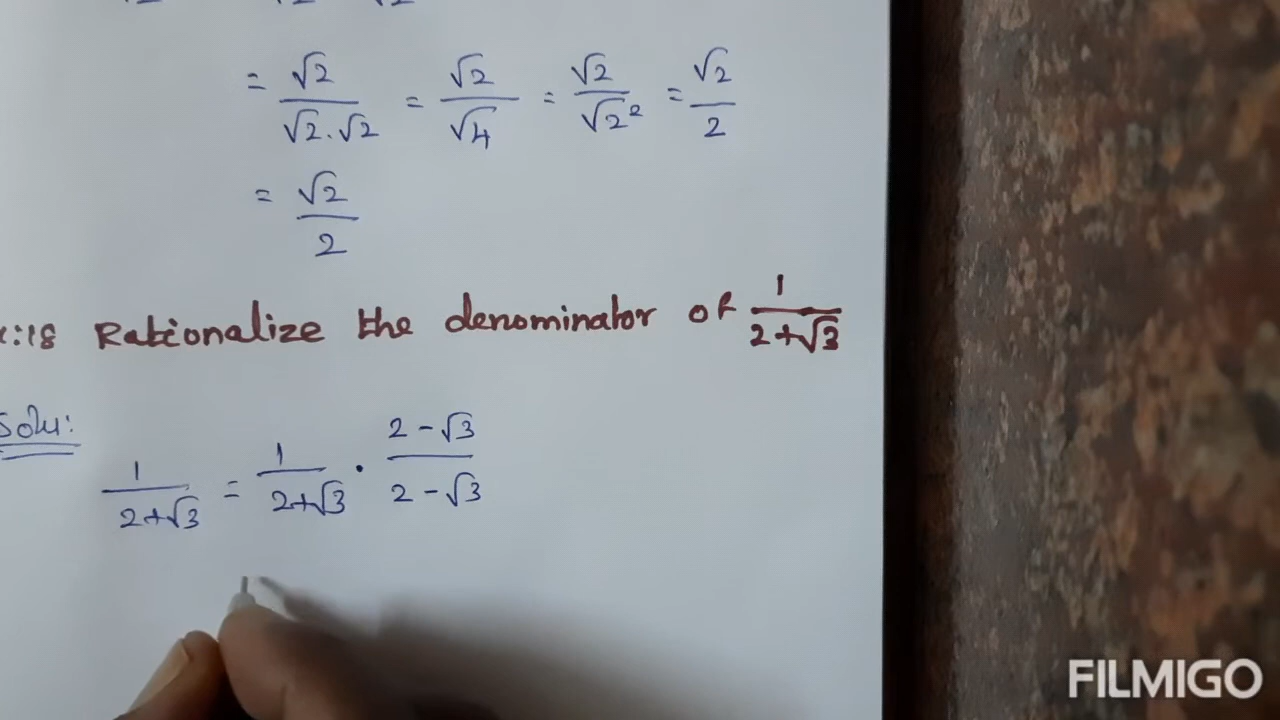 = √2/√2.√2 = √2/√4 = √2/√2² = √2/2
= √2/2
:18 Rationalize the denominator of 1/2+√3
Solu:
1/2+√3 = 1/2+√3 . 2-√3/2-√3
FILMIGO